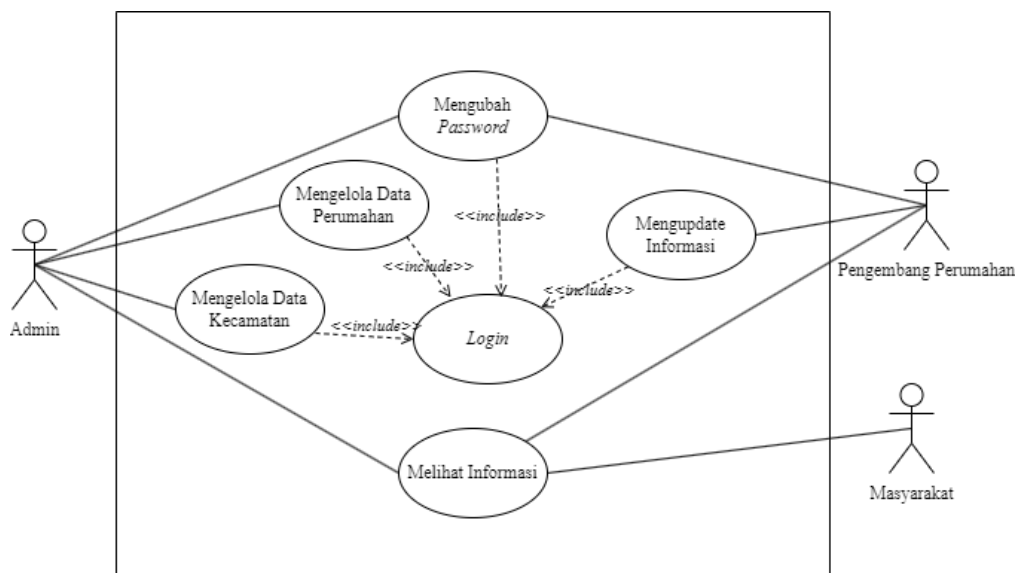 Mengubah
Password
Mengelola Data
Perumahan
<<include>>
Mengupdate
Informasi
<<include>>
Pengembang Perumahan
Mengelola Data
Kecamatan
<<include>>
<<include>>
Admin
Login
Melihat Informasi
Masyarakat